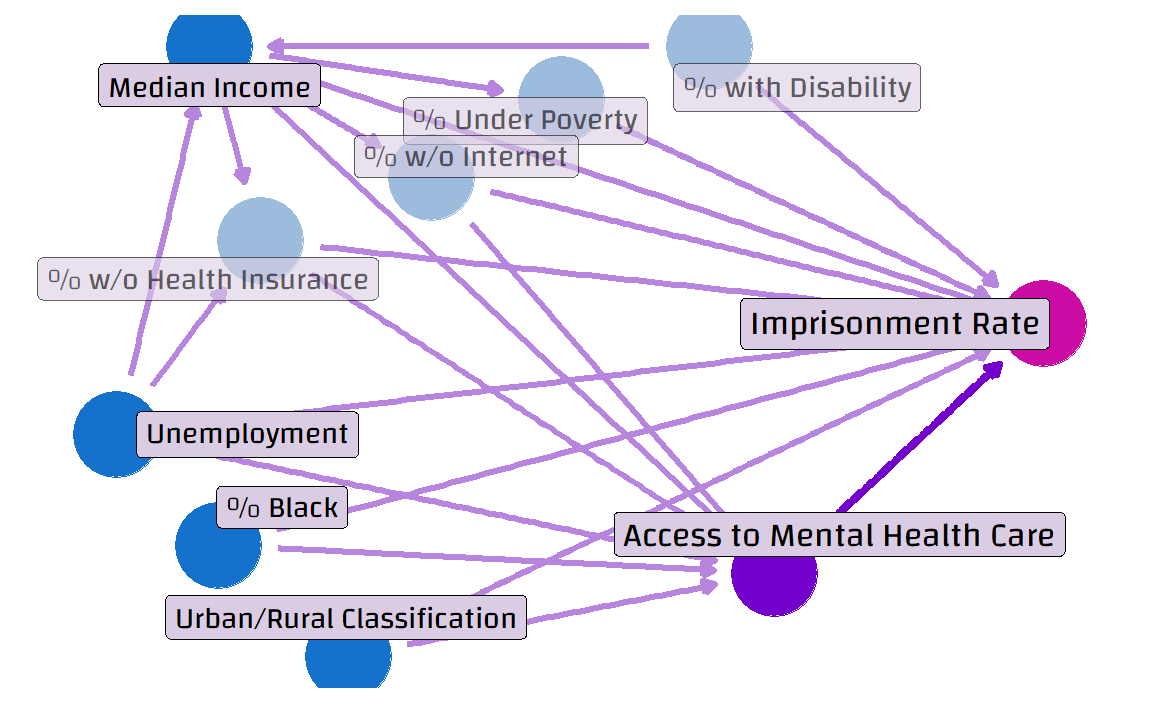 Median Income
% with Disability
% Under Poverty
% w/o Internet
% w/o Health Insurance
Imprisonment Rate
Unemployment
% Black
Access to Mental Health Care
Urban/Rural Classification